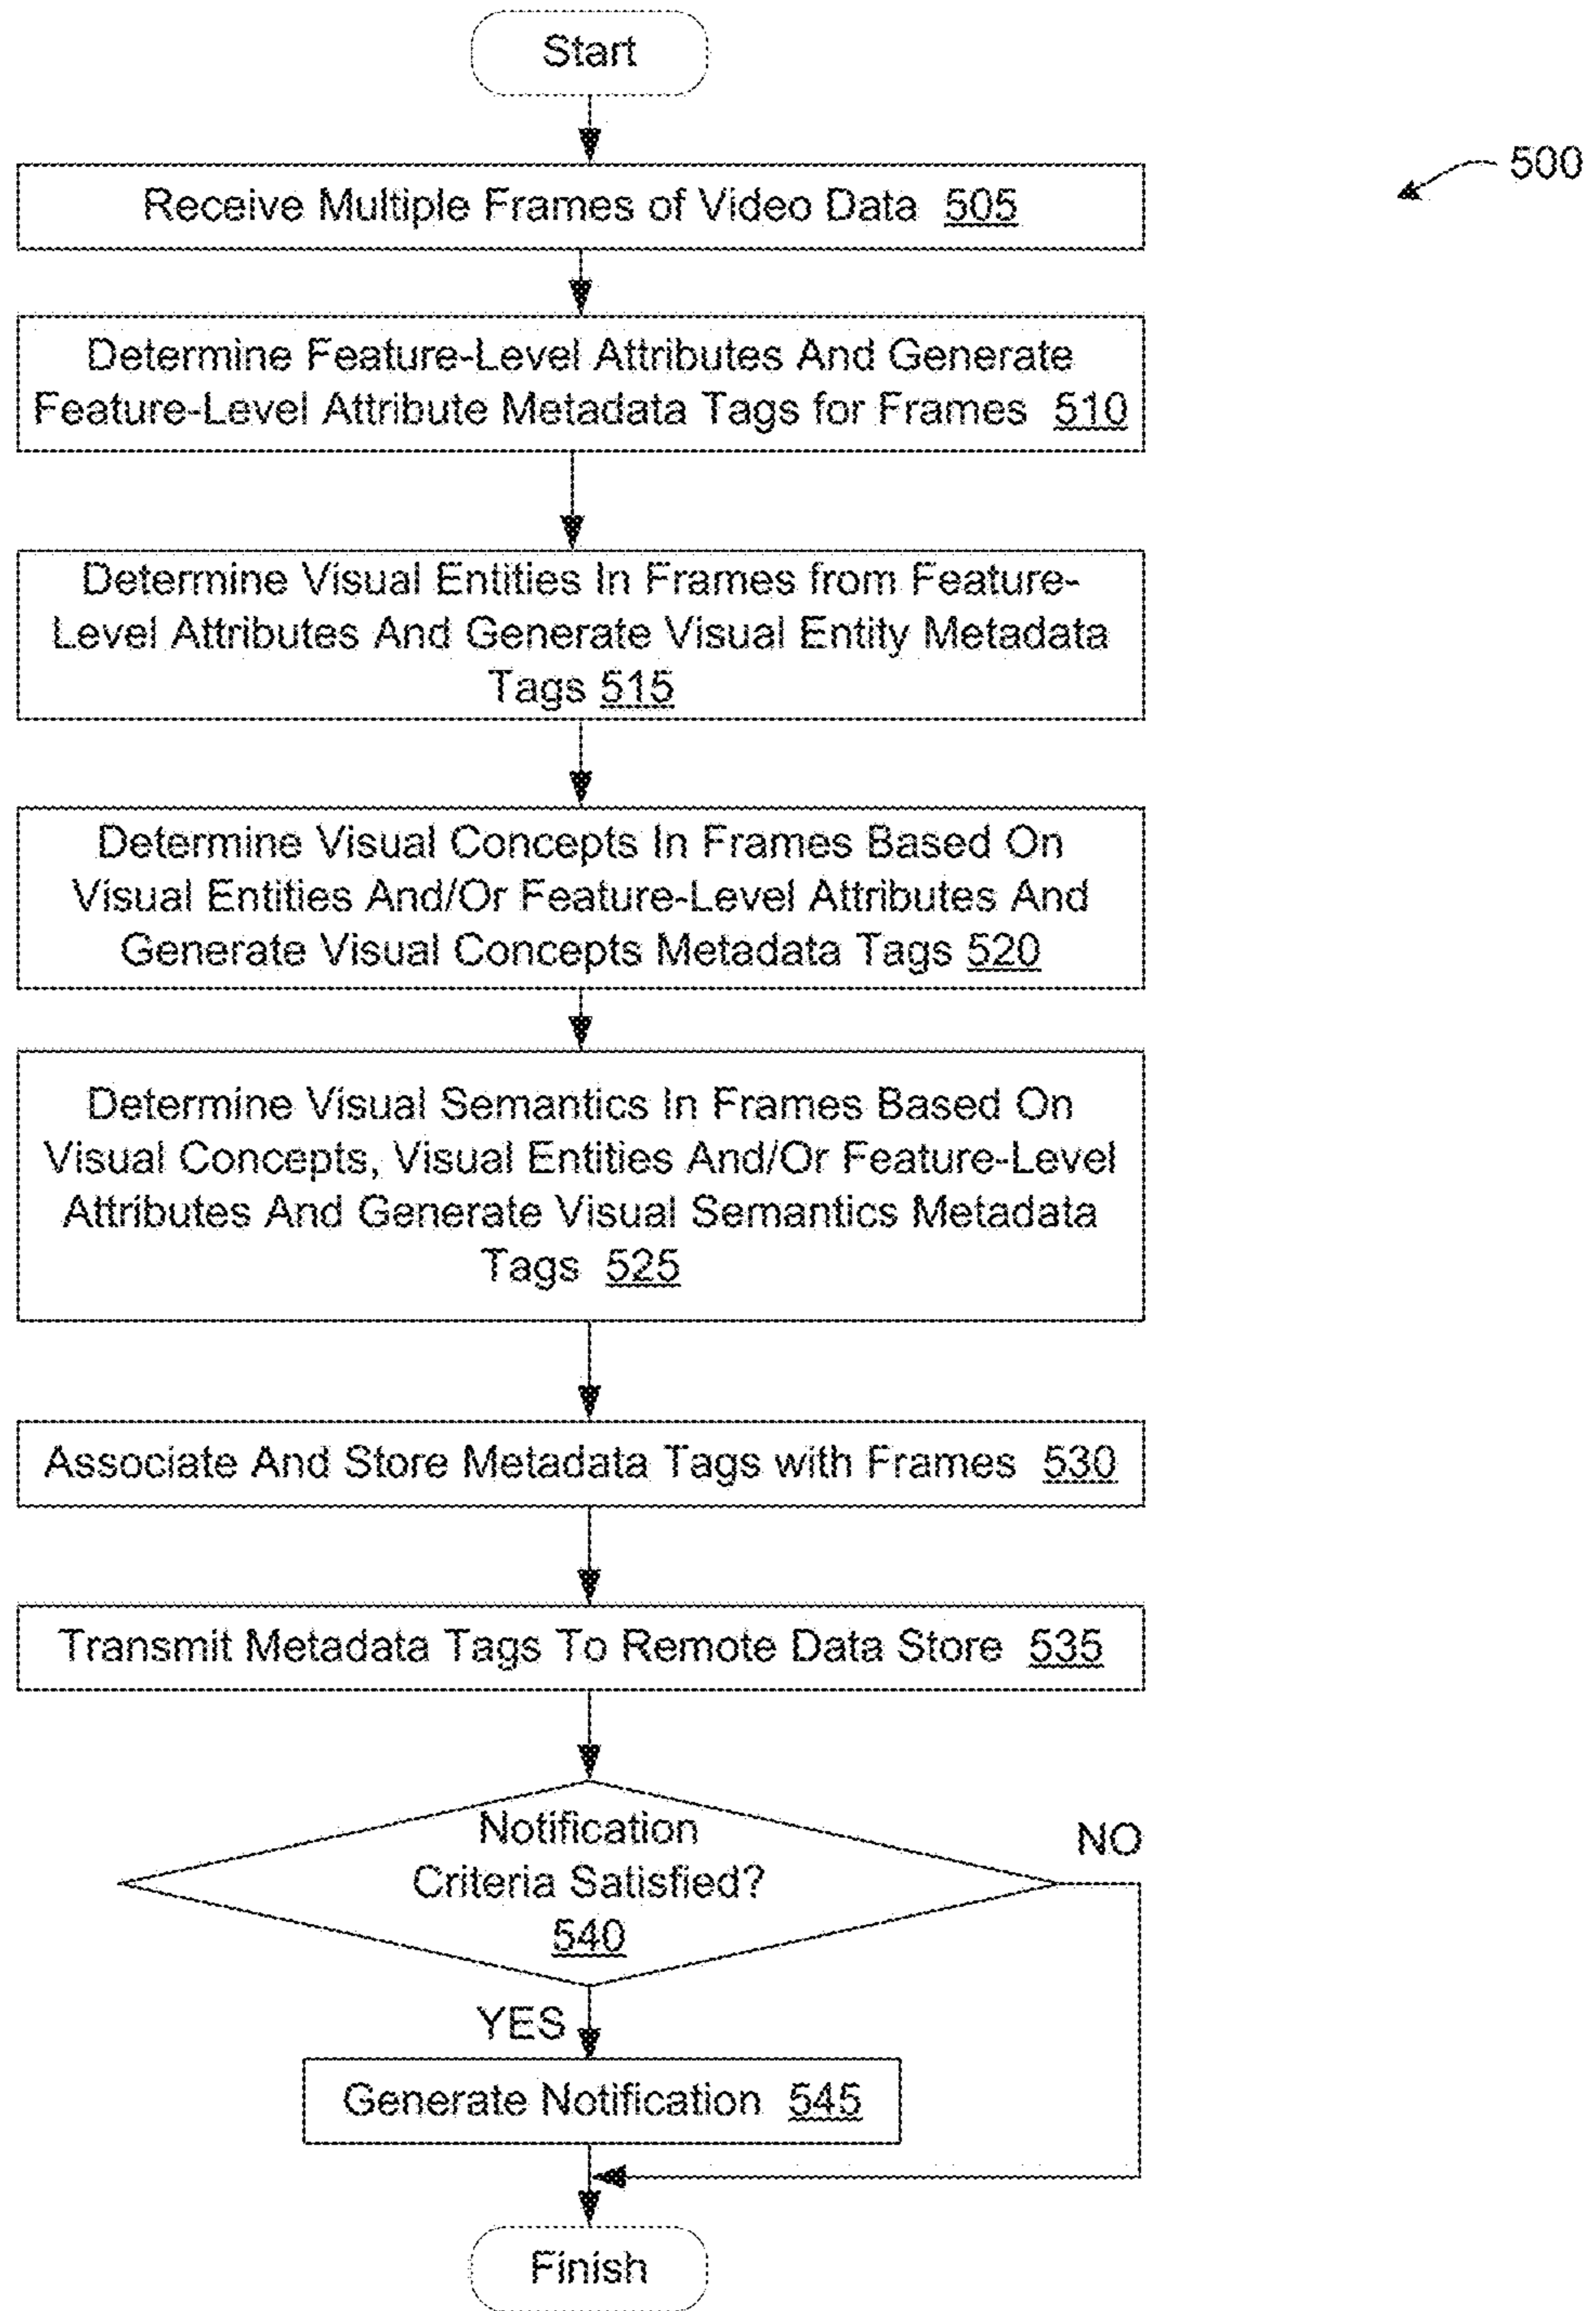 Start
500
Receive Multiple Frames of Video Data 505
Determine Feature-Level Attributes And Generate
Feature-Level Attribute Metadata Tags for Frames 510
Determine Visual Entities In Frames from Feature-
Level Attributes And Generate Visual Entity Metadata
Tags 515
Determine Visual Concepts In Frames Based On
Visual Entities And/Or Feature-Level Attributes And
Generate Visual Concepts Metadata Tags 520
Determine Visual Semantics In Frames Based On
Visual Concepts, Visual Entities And/Or Feature-Level
Attributes And Generate Visual Semantics Metadata
Tags 525
Associate And Store Metadata Tags with Frames 530
Transmit Metadata Tags To Remote Data Store 535
Notification
Criteria Satisfied?
540
NO
YES
Generate Notification 545
Finish